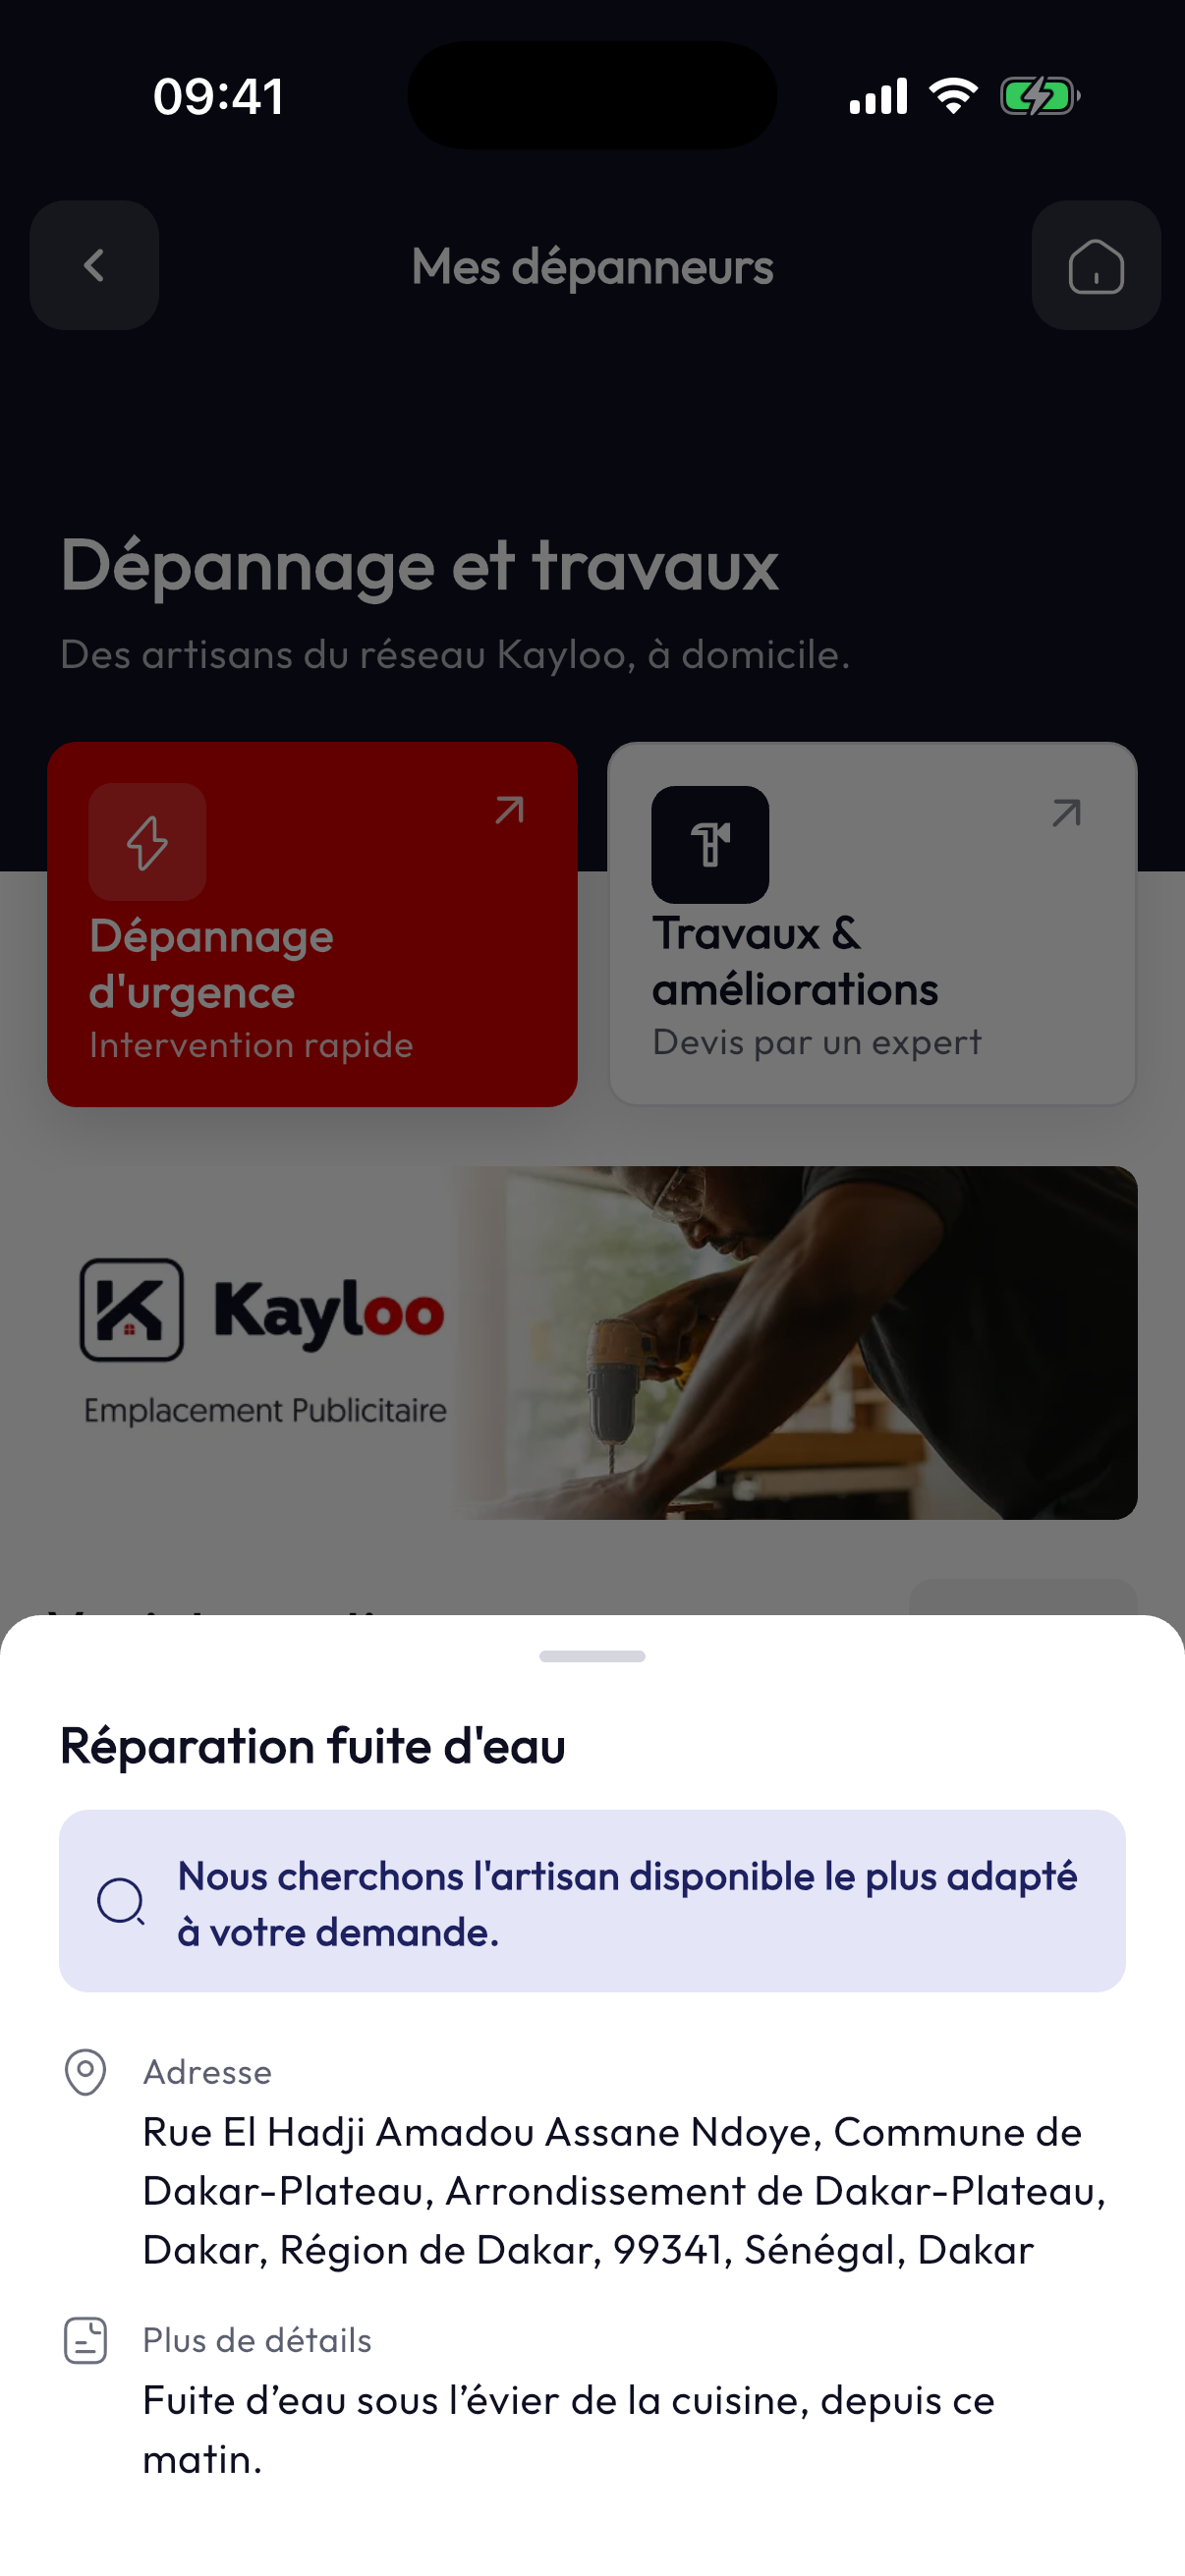 09:41
Mes dépanneurs
Dépannage et travaux
Des artisans du réseau Kayloo, à domicile.
Dépannage
d'urgence
Intervention rapide
Travaux &
améliorations
Devis par un expert
Kayloo
Emplacement Publicitaire
Réparation fuite d'eau
Nous cherchons l'artisan disponible le plus adapté
à votre demande.
Adresse
Rue El Hadji Amadou Assane Ndoye, Commune de
Dakar-Plateau, Arrondissement de Dakar-Plateau,
Dakar, Région de Dakar, 99341, Sénégal, Dakar
Plus de détails
Fuite d’eau sous l’évier de la cuisine, depuis ce
matin.